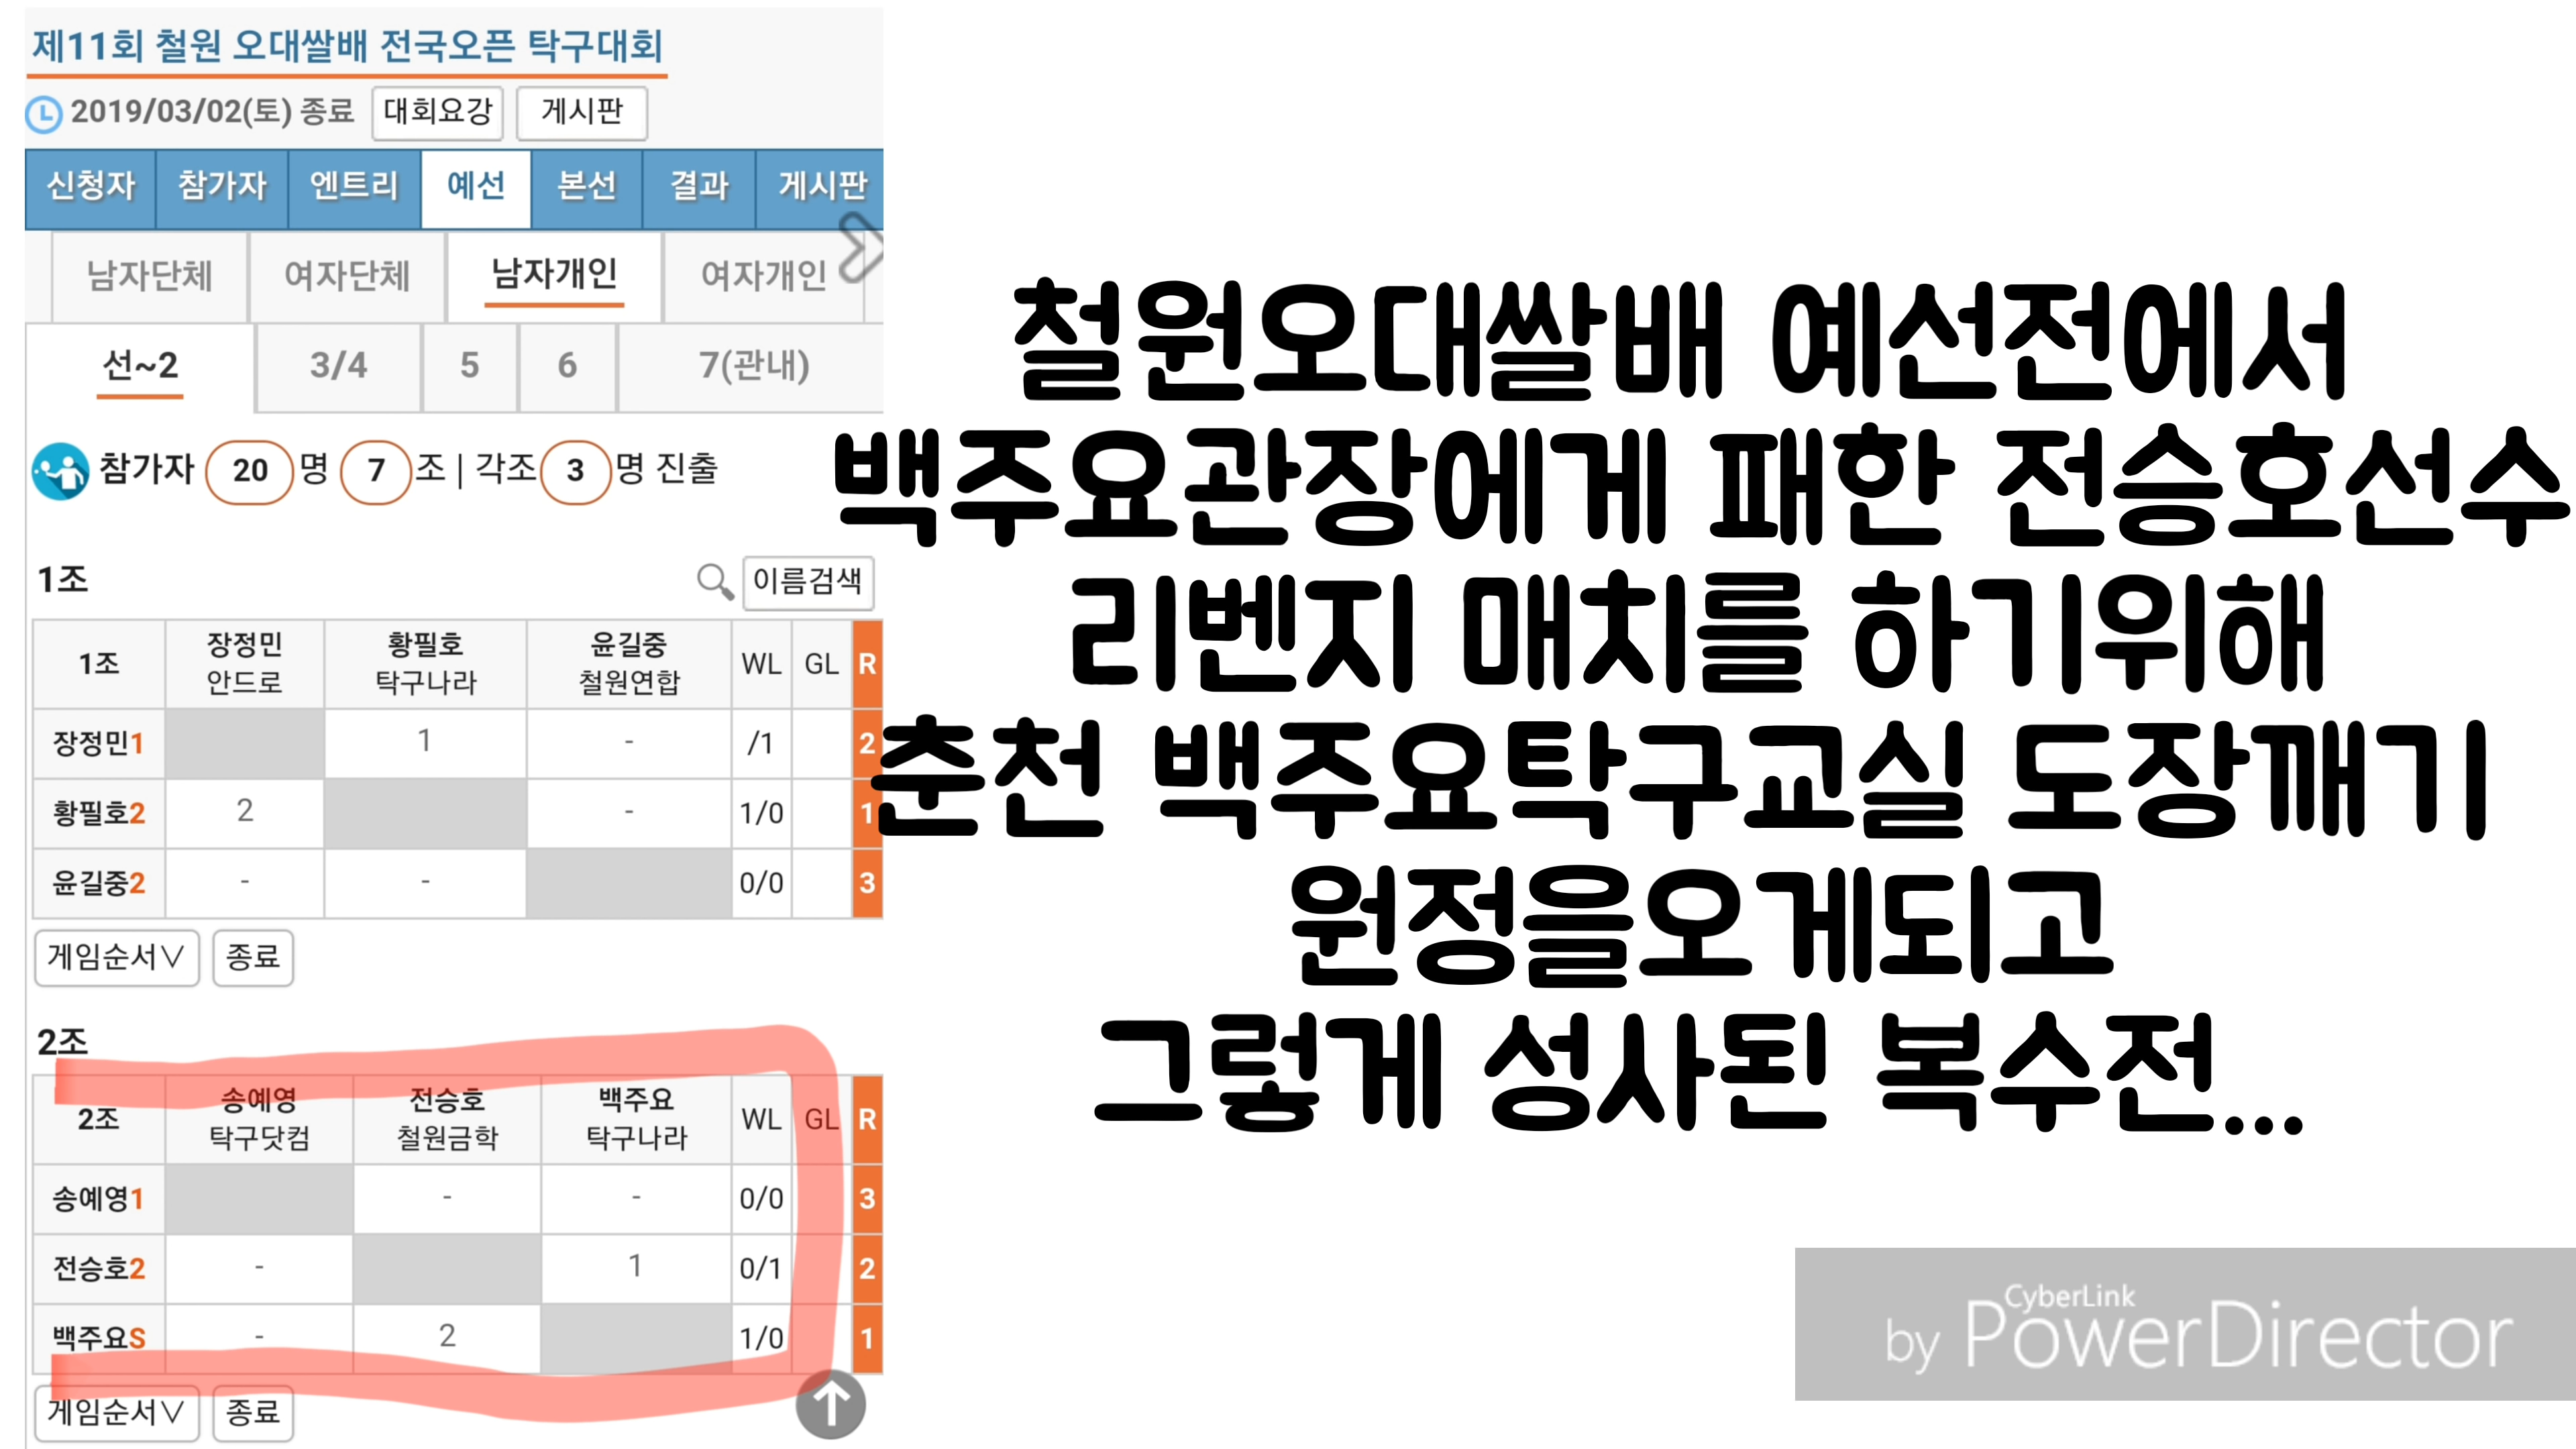 제11회 철원 오대쌀배 전국오픈 탁구대회
2019/03/02(토) 종료 대회요강 게시판
신청자 참가자 엔트리 예선 본선 결과 게시판
남자단체 여자단체 남자개인 여자개인
선~2 3/4 5 6 7(관내)
참가자 20 명 7 조 | 각조 3 명 진출
1조 이름검색
1조 장정민 황필호 윤길중 WL GL R
안드로 탁구나라 철원연합
장정민1 1 - /1 2
황필호2 2 - 1/0 1
윤길중2 - - 0/0 3
게임순서∨ 종료
2조
2조 송예영 전승호 백주요 WL GL R
탁구닷컴 철원금학 탁구나라
송예영1 - - 0/0 3
전승호2 - 1 0/1 2
백주요S - 2 1/0 1
게임순서∨ 종료
철원오대쌀배 예선전에서
백주요관장에게 패한 전승호선수
리벤지 매치를 하기위해
춘천 백주요탁구교실 도장깨기
원정을오게되고
그렇게 성사된 복수전...
CyberLink
by PowerDirector